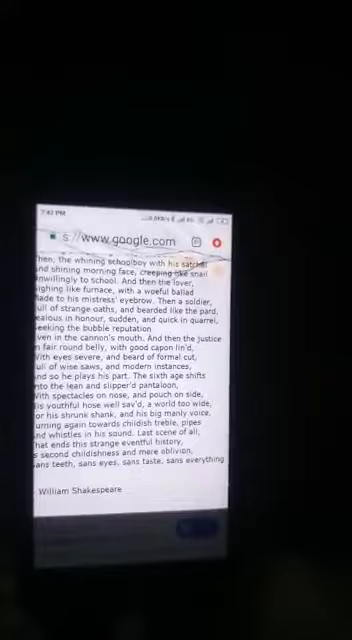 7:43 PM
s://www.google.com
hen, the whining schoolboy with his satchel
nd shining morning face, creeping like snail
nwillingly to school. And then the lover,
ighing like furnace, with a woeful ballad
ade to his mistress' eyebrow. Then a soldier,
ull of strange oaths, and bearded like the pard,
ealous in honour, sudden, and quick in quarrel,
eeking the bubble reputation
ven in the cannon's mouth. And then the justice
n fair round belly, with good capon lin'd,
ith eyes severe, and beard of formal cut,
ull of wise saws, and modern instances,
nd so he plays his part. The sixth age shifts
nto the lean and slipper'd pantaloon,
ith spectacles on nose, and pouch on side,
is youthful hose well sav'd, a world too wide,
or his shrunk shank, and his big manly voice,
urning again towards childish treble, pipes
nd whistles in his sound. Last scene of all,
hat ends this strange eventful history,
s second childishness and mere oblivion,
ans teeth, sans eyes, sans taste, sans everything
William Shakespeare